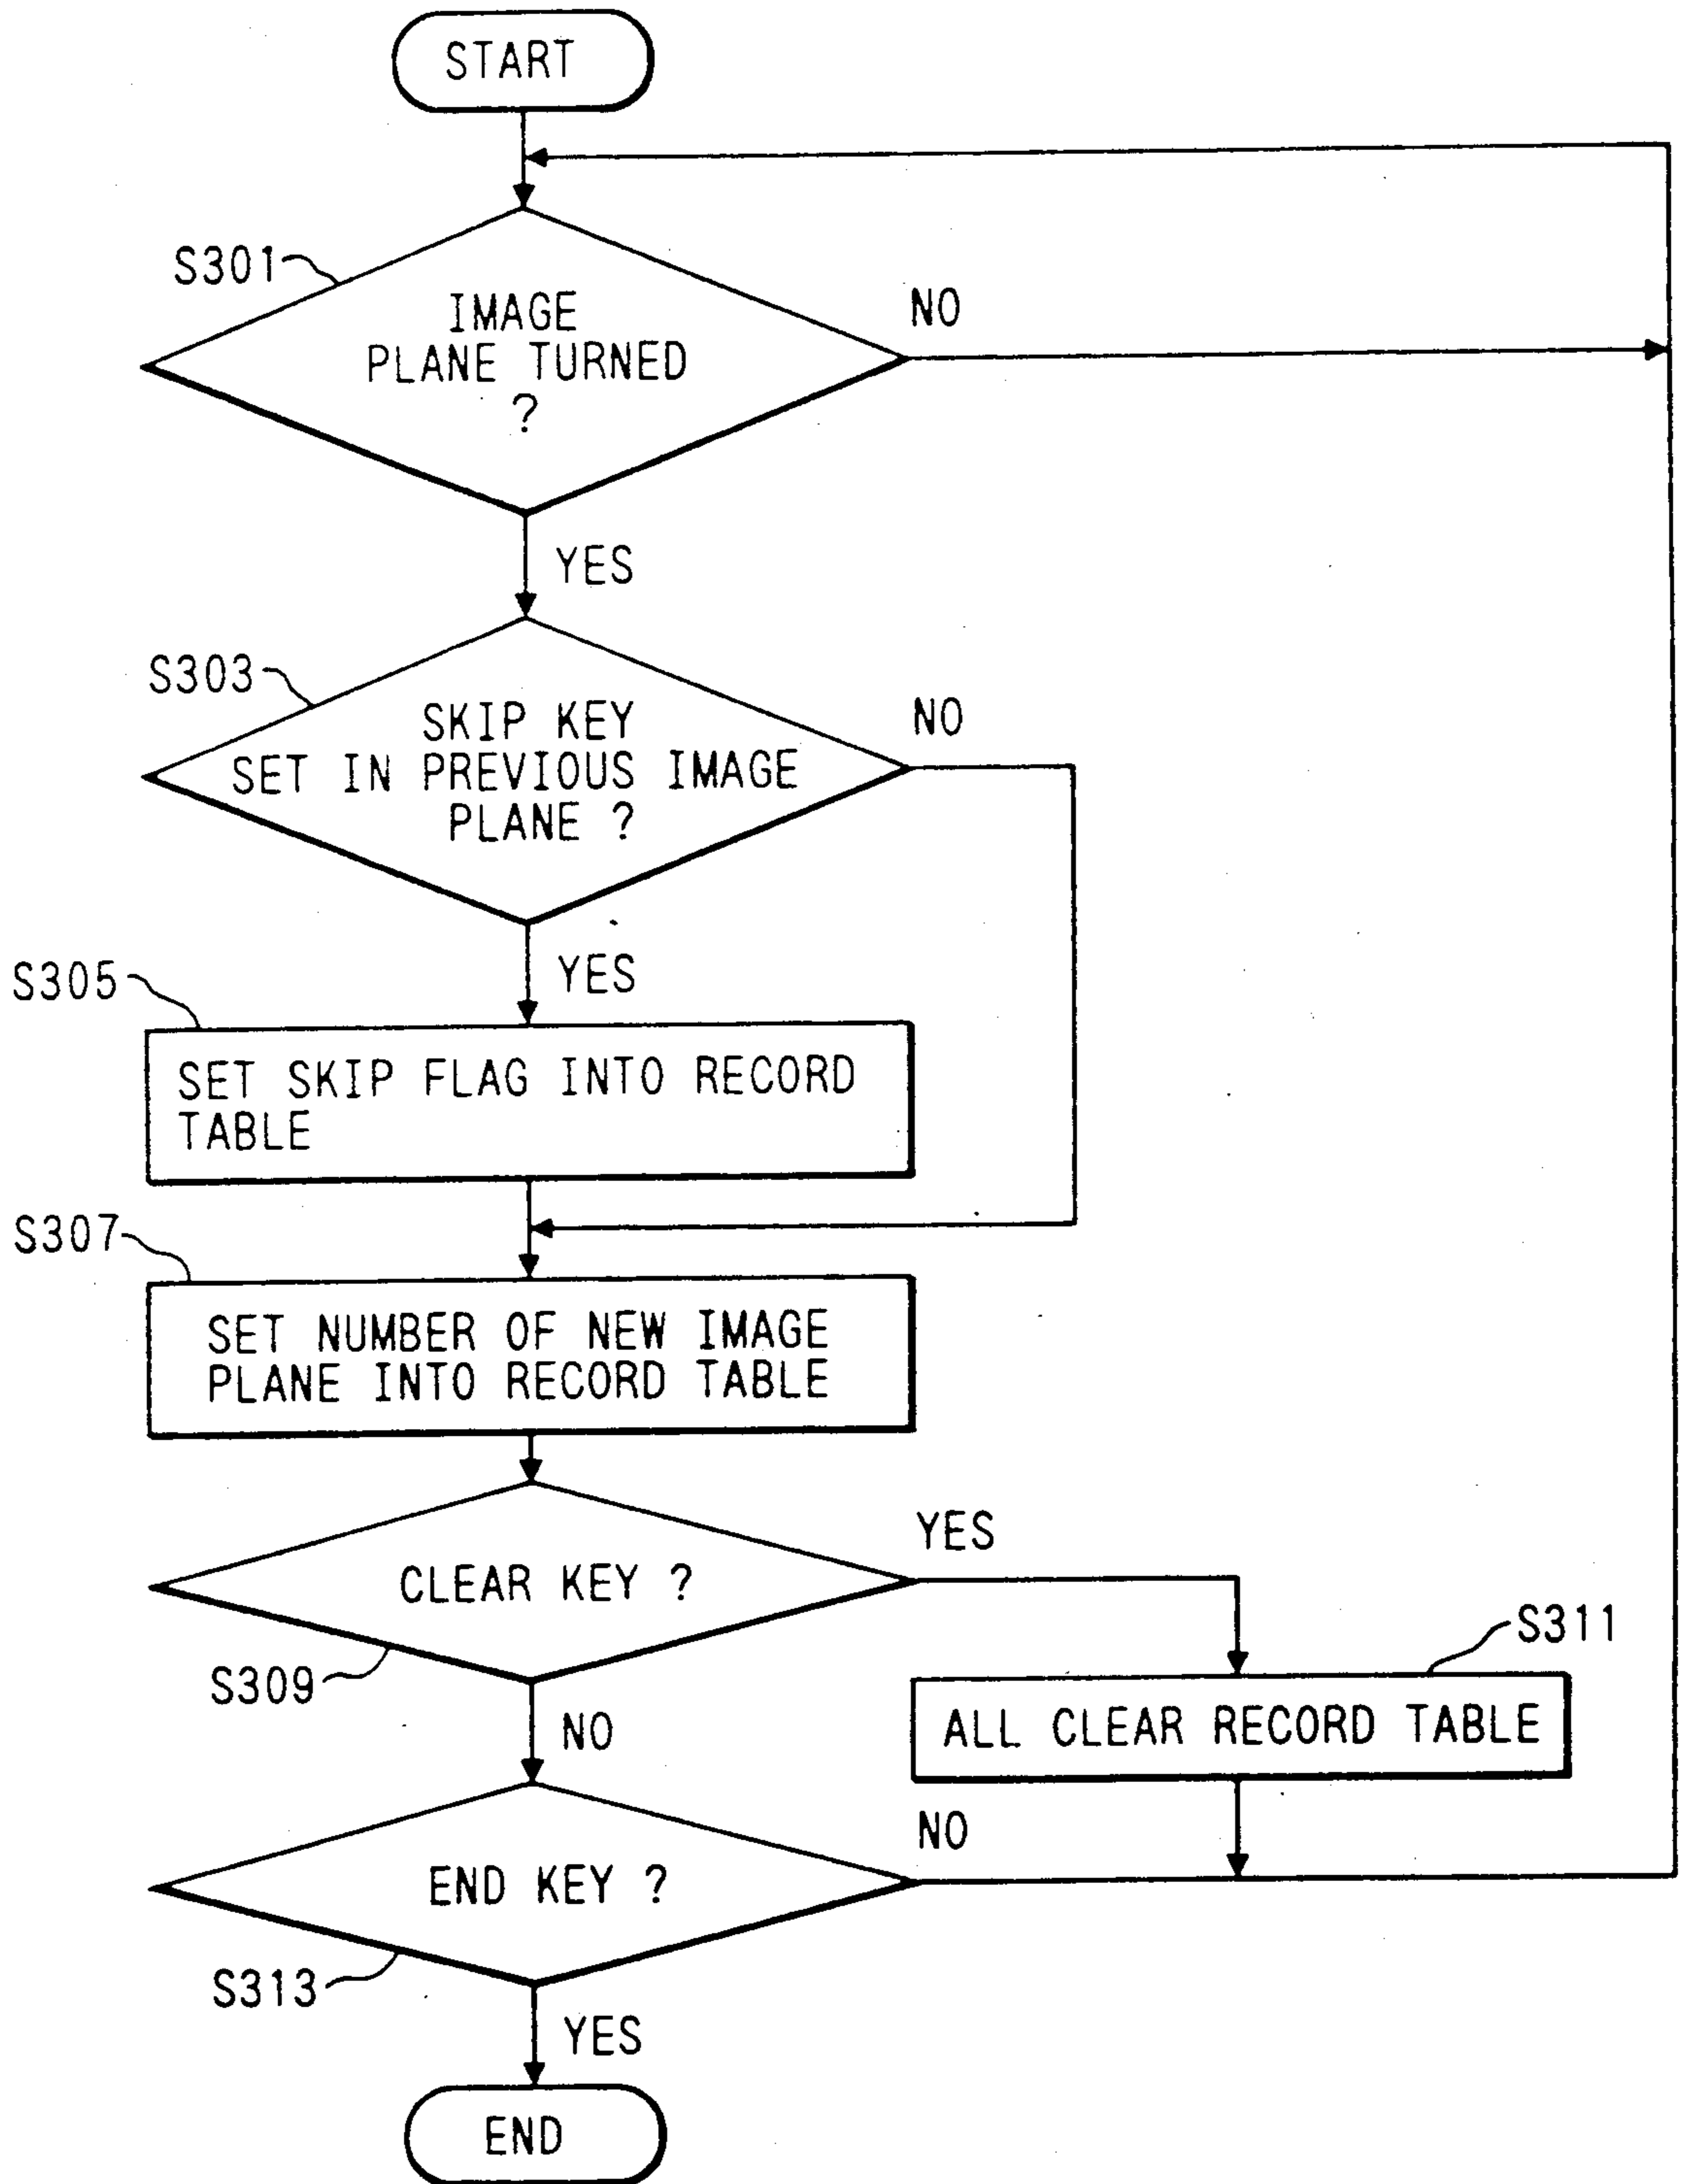 START
S301
IMAGE
PLANE TURNED
?
NO
YES
S303
SKIP KEY
SET IN PREVIOUS IMAGE
PLANE ?
NO
YES
S305
SET SKIP FLAG INTO RECORD
TABLE
S307
SET NUMBER OF NEW IMAGE
PLANE INTO RECORD TABLE
CLEAR KEY ?
YES
S309
NO
S311
ALL CLEAR RECORD TABLE
END KEY ?
NO
S313
YES
END